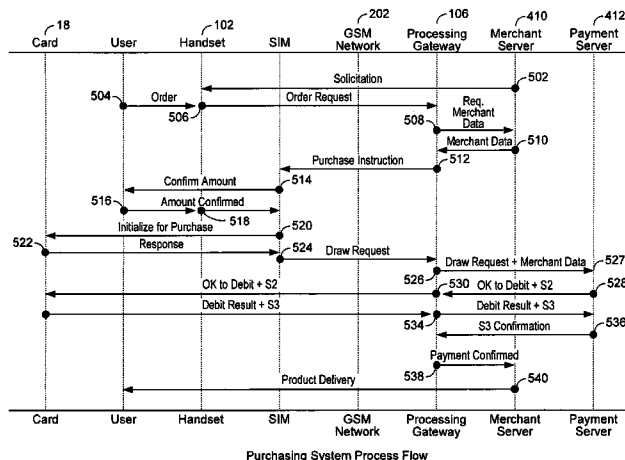 18 102 202 106 410 412
Card User Handset SIM GSM Network Processing Gateway Merchant Server Payment Server
Solicitation 502
504 Order 506 Order Request
508 Req. Merchant Data
Merchant Data 510
Purchase Instruction 512
Confirm Amount 514
516 Amount Confirmed 518
Initialize for Purchase 520
522 Response 524
Draw Request
526 Draw Request + Merchant Data 527
OK to Debit + S2 530 OK to Debit + S2 528
Debit Result + S3 534 Debit Result + S3
S3 Confirmation 536
538 Payment Confirmed
Product Delivery 540
Card User Handset SIM GSM Network Processing Gateway Merchant Server Payment Server
Purchasing System Process Flow